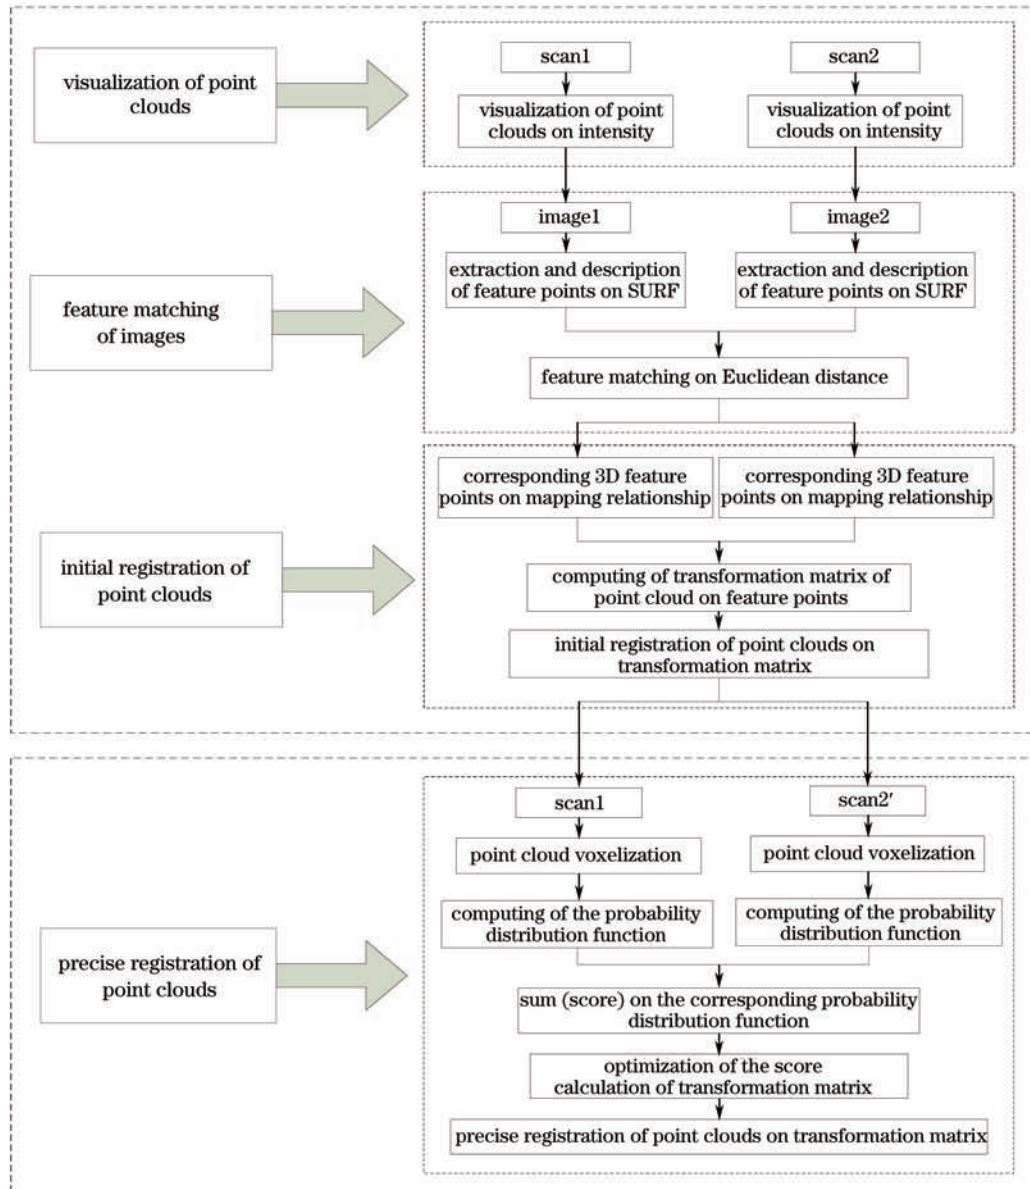 visualization of point
clouds
scan1
scan2
visualization of point
clouds on intensity
visualization of point
clouds on intensity
feature matching
of images
image1
image2
extraction and description
of feature points on SURF
extraction and description
of feature points on SURF
feature matching on Euclidean distance
initial registration of
point clouds
corresponding 3D feature
points on mapping relationship
corresponding 3D feature
points on mapping relationship
computing of transformation matrix of
point cloud on feature points
initial registration of point clouds on
transformation matrix
precise registration of
point clouds
scan1
scan2′
point cloud voxelization
point cloud voxelization
computing of the probability
distribution function
computing of the probability
distribution function
sum (score) on the corresponding probability
distribution function
optimization of the score
calculation of transformation matrix
precise registration of point clouds on transformation matrix